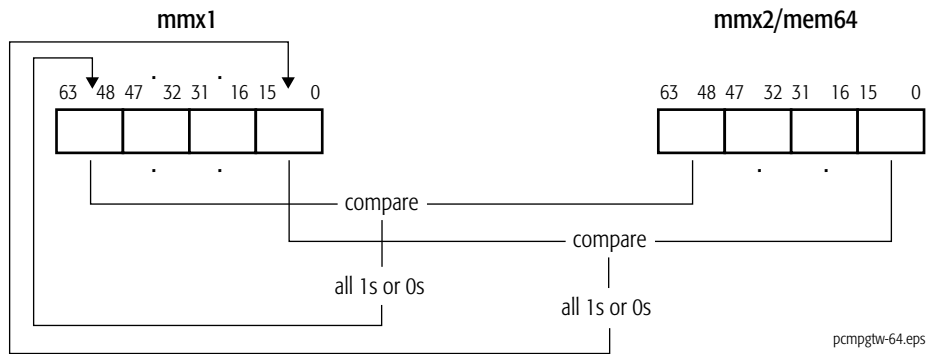 mmx1 mmx2/mem64
. .
63 48 47 32 31 16 15 0 63 48 47 32 31 16 15 0
. . . .
compare
compare
all 1s or 0s
all 1s or 0s
pcmpgtw-64.eps